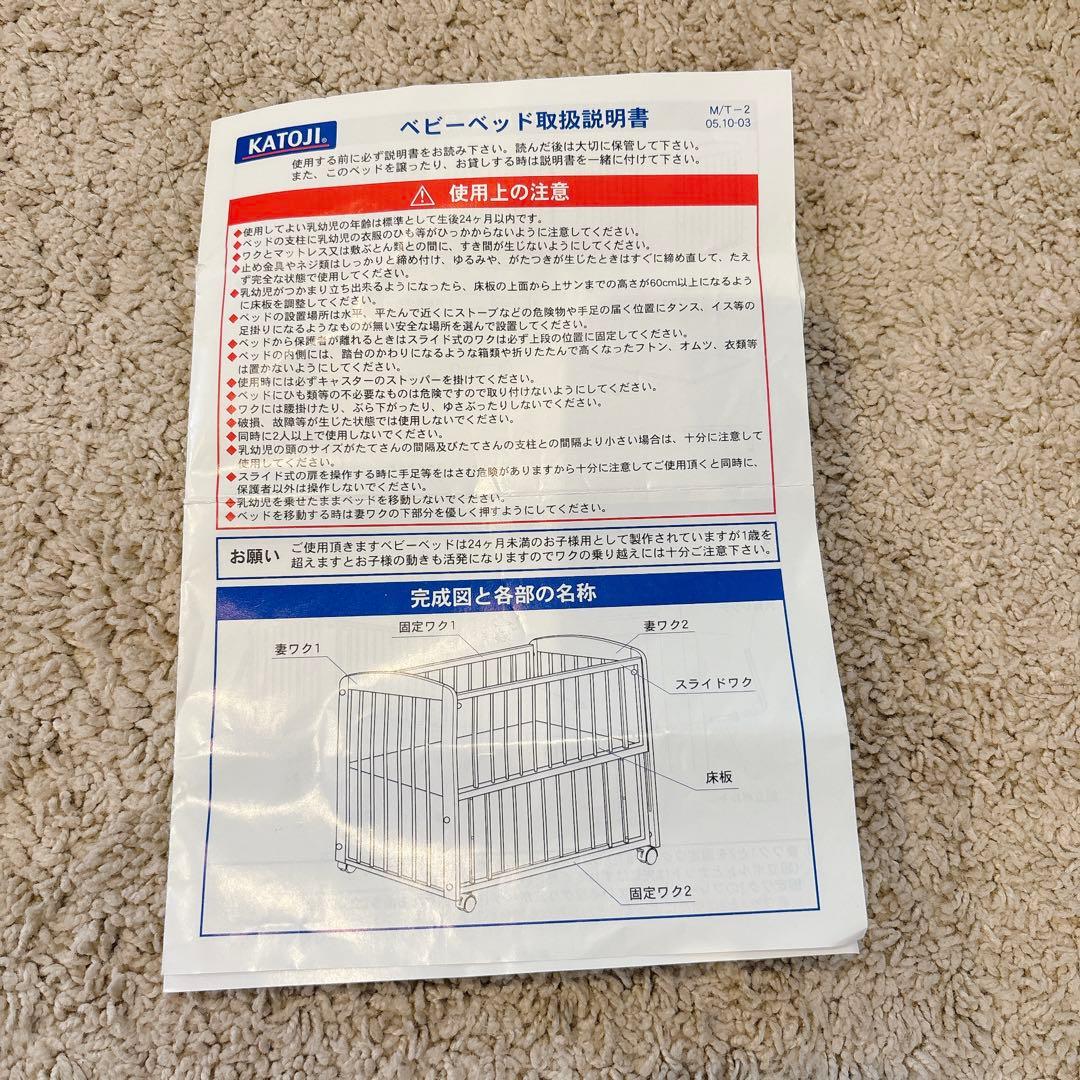 KATOJI®
ベビーベッド取扱説明書
M/T-2
05.10-03
使用する前に必ず説明書をお読み下さい。読んだ後は大切に保管して下さい。
また、このベッドを譲ったり、お貸しする時は説明書を一緒に付けて下さい。
⚠ 使用上の注意
◆使用してよい乳幼児の年齢は標準として生後24ヶ月以内です。
◆ベッドの支柱に乳幼児の衣服のひも等がひっかからないように注意してください。
◆ワクとマットレス又は敷ぶとん類との間に、すき間が生じないようにしてください。
◆止め金具やネジ類はしっかりと締め付け、ゆるみや、がたつきが生じたときはすぐに締め直して、たえ
ず完全な状態で使用してください。
◆乳幼児がつかまり立ち出来るようになったら、床板の上面から上サンまでの高さが60cm以上になるよう
に床板を調整してください。
◆ベッドの設置場所は水平、平たんで近くにストーブなどの危険物や手足の届く位置にタンス、イス等の
足掛りになるようなものが無い安全な場所を選んで設置してください。
◆ベッドから保護者が離れるときはスライド式のワクは必ず上段の位置に固定してください。
◆ベッドの内側には、踏台のかわりになるような箱類や折りたたんで高くなったフトン、オムツ、衣類等
は置かないようにしてください。
◆使用時には必ずキャスターのストッパーを掛けてください。
◆ベッドにひも類等の不必要なものは危険ですので取り付けないようにしてください。
◆ワクには腰掛けたり、ぶら下がったり、ゆさぶったりしないでください。
◆破損、故障等が生じた状態では使用しないでください。
◆同時に2人以上で使用しないでください。
◆乳幼児の頭のサイズがたてさんの間隔及びたてさんの支柱との間隔より小さい場合は、十分に注意して
使用してください。
◆スライド式の扉を操作する時に手足等をはさむ危険がありますから十分に注意してご使用頂くと同時に、
保護者以外は操作しないでください。
◆乳幼児を乗せたままベッドを移動しないでください。
◆ベッドを移動する時は妻ワクの下部分を優しく押すようにしてください。
お願い
ご使用頂きますベビーベッドは24ヶ月未満のお子様用として製作されていますが1歳を
超えますとお子様の動きも活発になりますのでワクの乗り越えには十分ご注意下さい。
完成図と各部の名称
固定ワク1
妻ワク2
妻ワク1
スライドワク
床板
固定ワク2